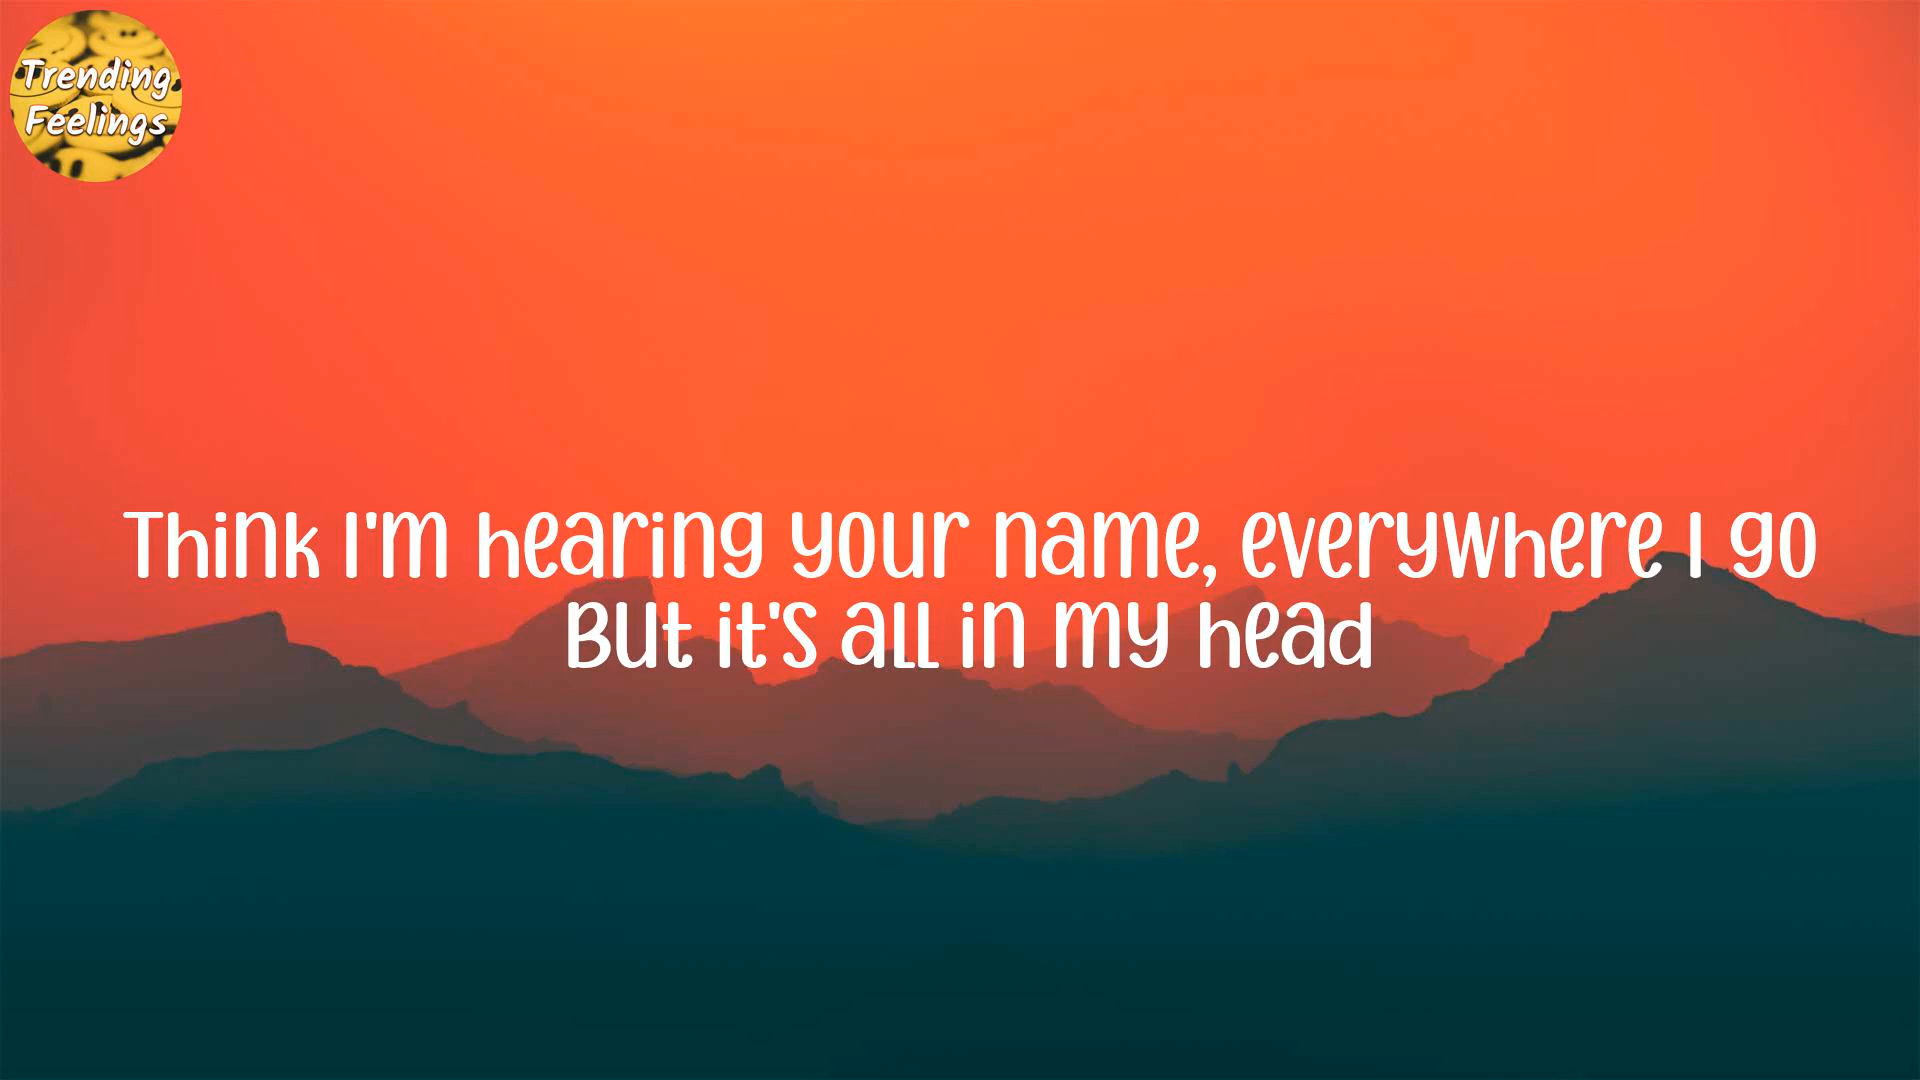 Trending
Feelings
Think I'm hearing your name, everywhere I go
But it's all in my head